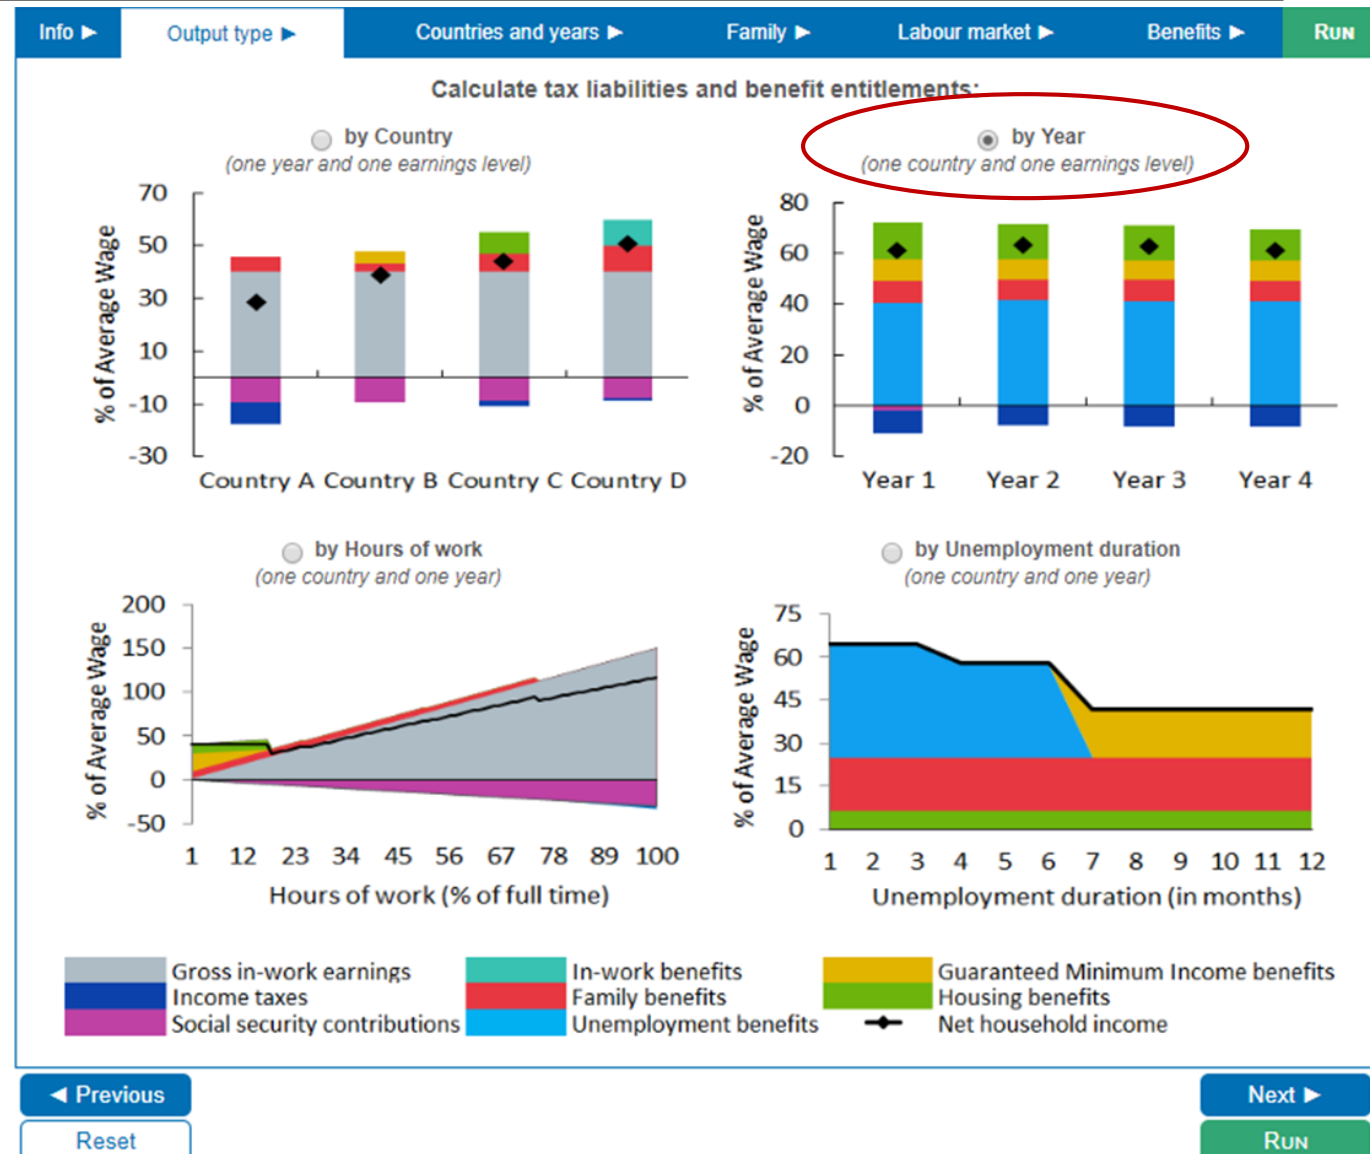 Info ▶ Output type ▶ Countries and years ▶ Family ▶ Labour market ▶ Benefits ▶ RUN
Calculate tax liabilities and benefit entitlements:
by Country
(one year and one earnings level)
% of Average Wage
70
50
30
10
-10
-30
Country A Country B Country C Country D
by Year
(one country and one earnings level)
% of Average Wage
80
60
40
20
0
-20
Year 1 Year 2 Year 3 Year 4
by Hours of work
(one country and one year)
% of Average Wage
200
150
100
50
0
-50
1 12 23 34 45 56 67 78 89 100
Hours of work (% of full time)
by Unemployment duration
(one country and one year)
% of Average Wage
75
60
45
30
15
0
1 2 3 4 5 6 7 8 9 10 11 12
Unemployment duration (in months)
Gross in-work earnings
Income taxes
Social security contributions
In-work benefits
Family benefits
Unemployment benefits
Guaranteed Minimum Income benefits
Housing benefits
Net household income
◀ Previous
Next ▶
Reset
RUN